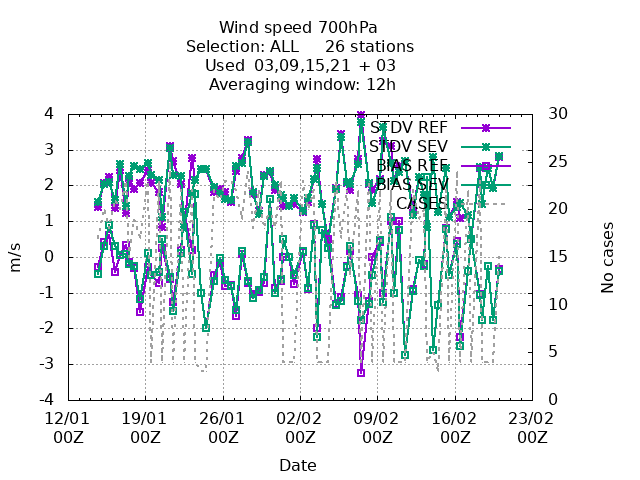 Wind speed 700hPa
Selection: ALL 26 stations
Used 03,09,15,21 + 03
Averaging window: 12h
4
3
2
1
0
-1
-2
-3
-4
m/s
30
25
20
15
10
5
0
No cases
STDV REF
STDV SEV
BIAS REF
BIAS SEV
CASES
12/01 19/01 26/01 02/02 09/02 16/02 23/02
00Z 00Z 00Z 00Z 00Z 00Z 00Z
Date